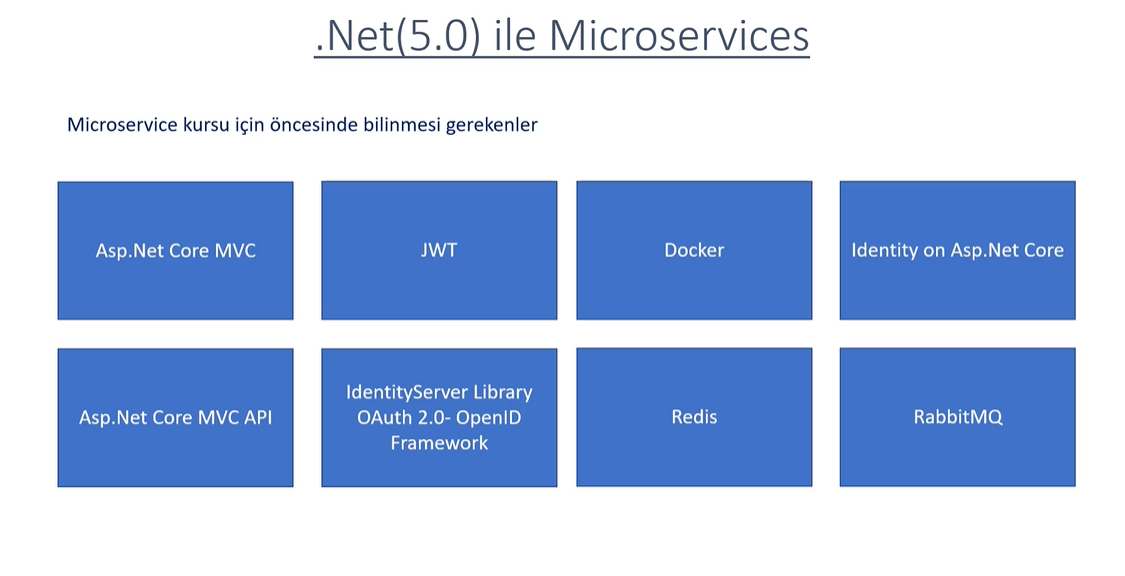 .Net(5.0) ile Microservices
Microservice kursu için öncesinde bilinmesi gerekenler
Asp.Net Core MVC
JWT
Docker
Identity on Asp.Net Core
Asp.Net Core MVC API
IdentityServer Library
OAuth 2.0- OpenID
Framework
Redis
RabbitMQ